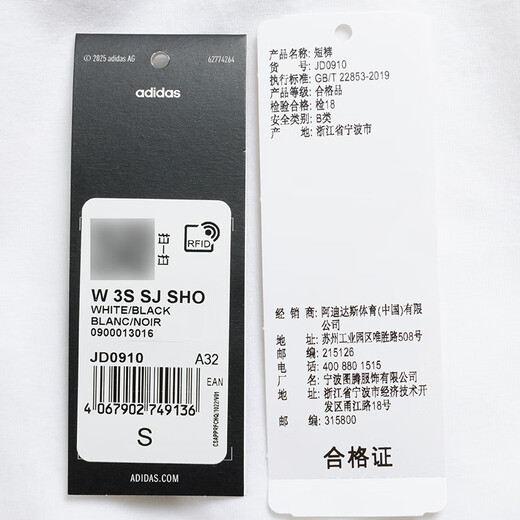 © 2025 adidas AG 62774264
adidas
RFID
W 3S SJ SHO
WHITE/BLACK
BLANC/NOIR
0900013016
JD0910 A32
EAN
4 067902 749136
S
ADIDAS.COM
产品名称: 短裤
货 号: JD0910
执行标准: GB/T 22853-2019
产品等级: 合格品
检验合格: 检18
安全类别: B类
产 地: 浙江省宁波市
经 销 商: 阿迪达斯体育(中国)有限
公司
地 址: 苏州工业园区唯胜路508号
邮 编: 215126
电 话: 400 880 1515
厂 名: 宁波图腾服饰有限公司
地 址: 浙江省宁波市经济技术开
发区甬江路18号
邮 编: 315800
合格证